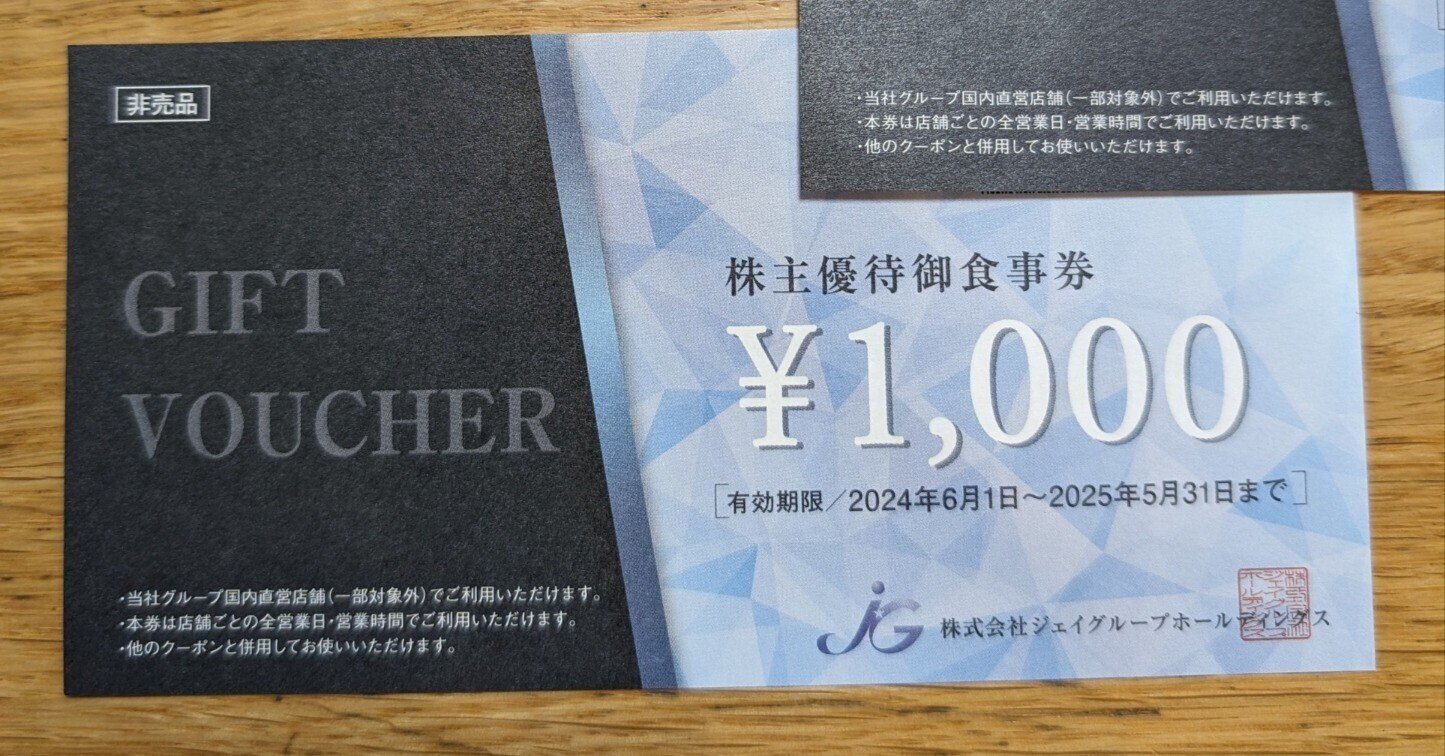 ・当社グループ国内直営店舗(一部対象外)でご利用いただけます。
・本券は店舗ごとの全営業日・営業時間でご利用いただけます。
・他のクーポンと併用してお使いいただけます。
非売品
GIFT
VOUCHER
株主優待御食事券
¥1,000
[有効期限/2024年6月1日〜2025年5月31日まで]
・当社グループ国内直営店舗(一部対象外)でご利用いただけます。
・本券は店舗ごとの全営業日・営業時間でご利用いただけます。
・他のクーポンと併用してお使いいただけます。
JG 株式会社ジェイグループホールディングス